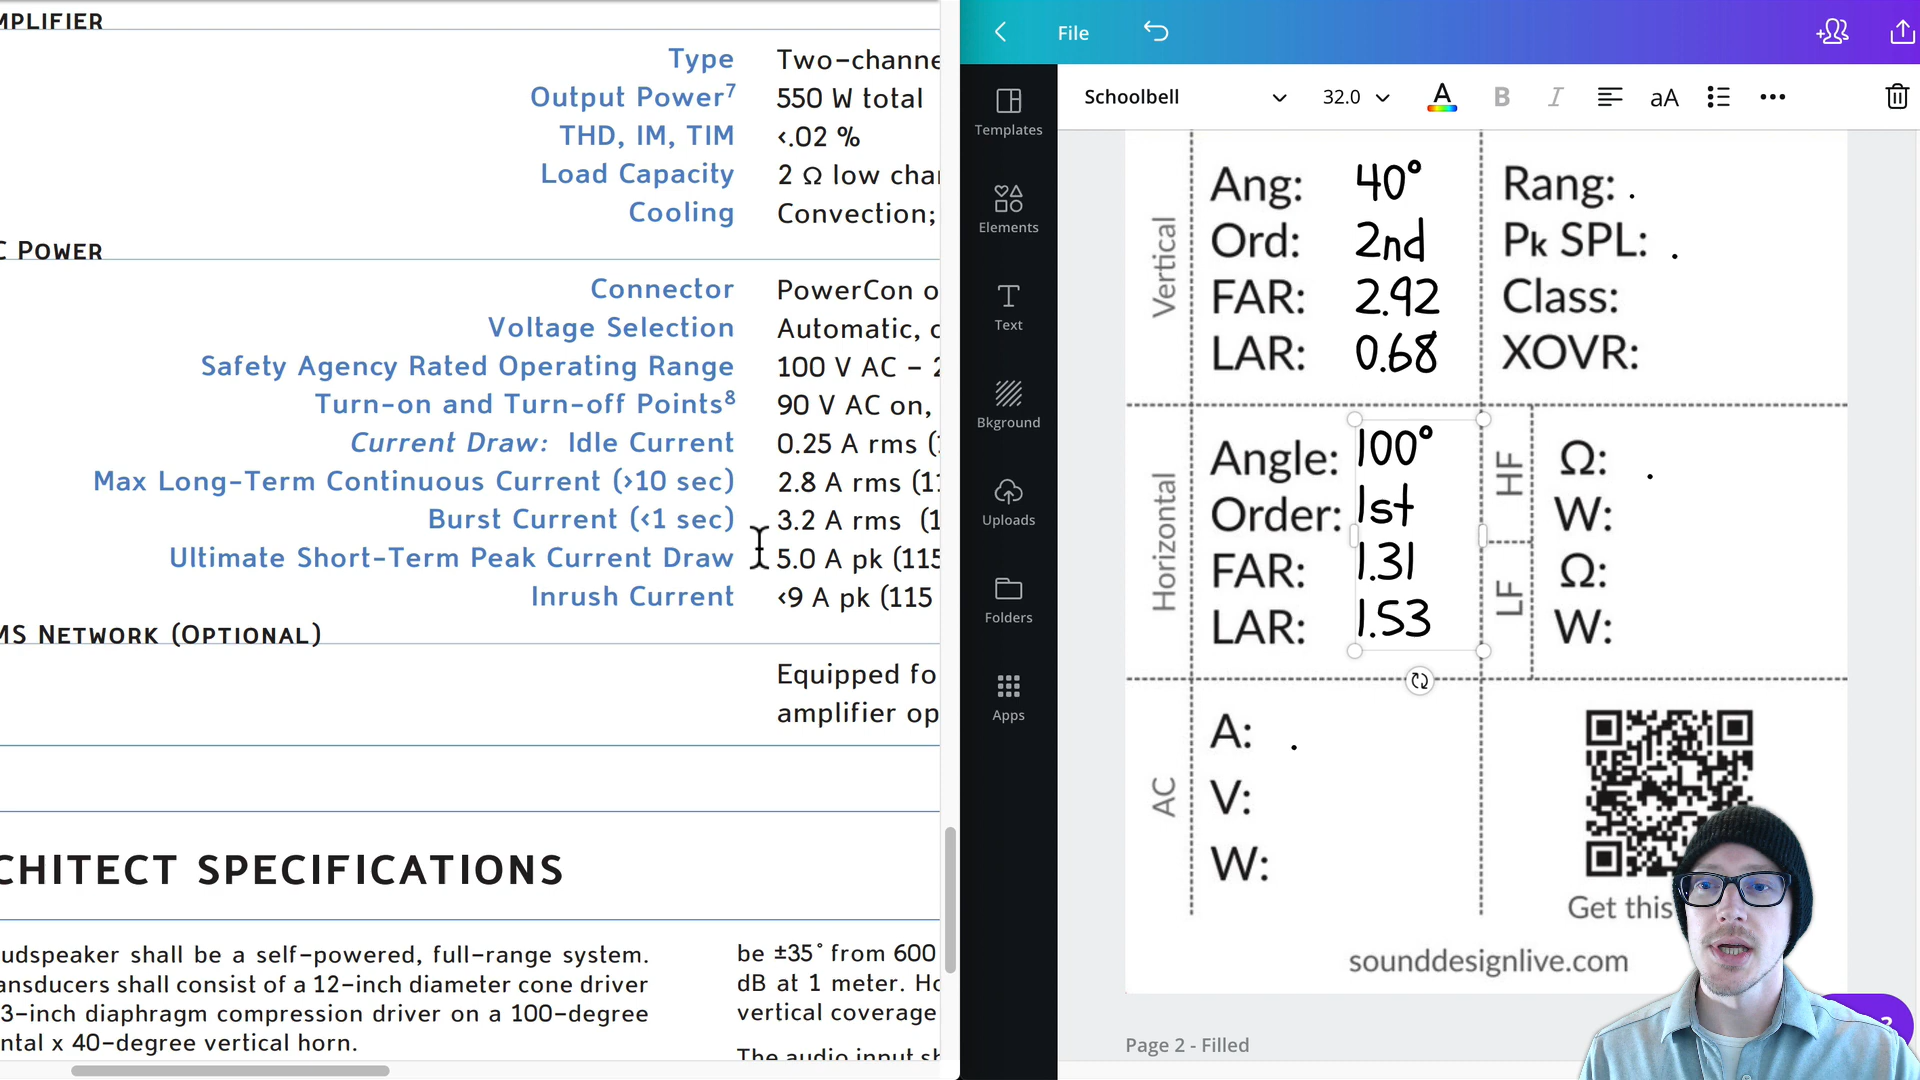 MPLIFIER
Type Two-channe
Output Power⁷ 550 W total
THD, IM, TIM <.02 %
Load Capacity 2 Ω low cha
Cooling Convection;
C POWER
Connector PowerCon o
Voltage Selection Automatic, c
Safety Agency Rated Operating Range 100 V AC – 2
Turn-on and Turn-off Points⁸ 90 V AC on,
Current Draw: Idle Current 0.25 A rms (
Max Long-Term Continuous Current (>10 sec) 2.8 A rms (11
Burst Current (<1 sec) 3.2 A rms (1
Ultimate Short-Term Peak Current Draw 5.0 A pk (115
Inrush Current <9 A pk (115
MS NETWORK (OPTIONAL)
Equipped fo
amplifier op
CHITECT SPECIFICATIONS
udspeaker shall be a self-powered, full-range system.
ansducers shall consist of a 12-inch diameter cone driver
3-inch diaphragm compression driver on a 100-degree
ntal x 40-degree vertical horn.
be ±35° from 600
dB at 1 meter. Ho
vertical coverage
The audio input sh
File
Schoolbell 32.0 A B I aA
Templates
Elements
Text
Bkground
Uploads
Folders
Apps
Vertical
Ang: 40°
Ord: 2nd
FAR: 2.92
LAR: 0.68
Rang: .
Pk SPL: .
Class:
XOVR:
Horizontal
Angle: 100°
Order: 1st
FAR: 1.31
LAR: 1.53
HF
Ω: .
W:
LF
Ω:
W:
AC
A: .
V:
W:
Get this
sounddesignlive.com
Page 2 - Filled